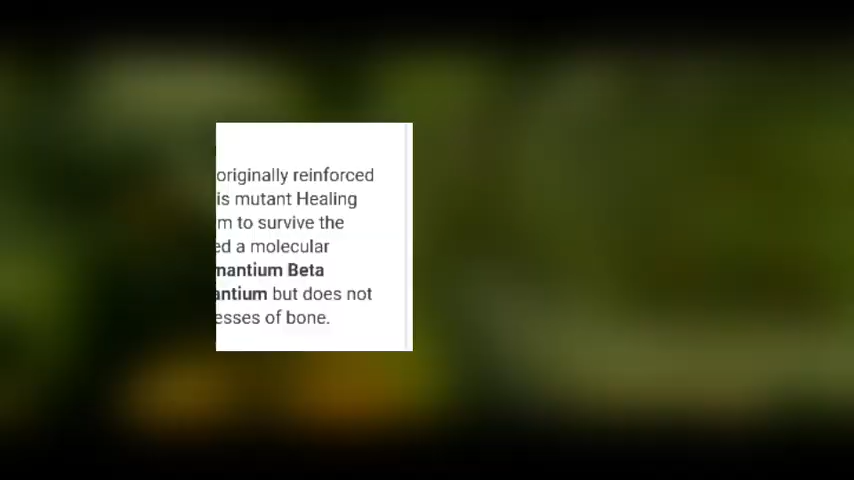 originally reinforced
is mutant Healing
m to survive the
ed a molecular
mantium Beta
antium but does not
esses of bone.